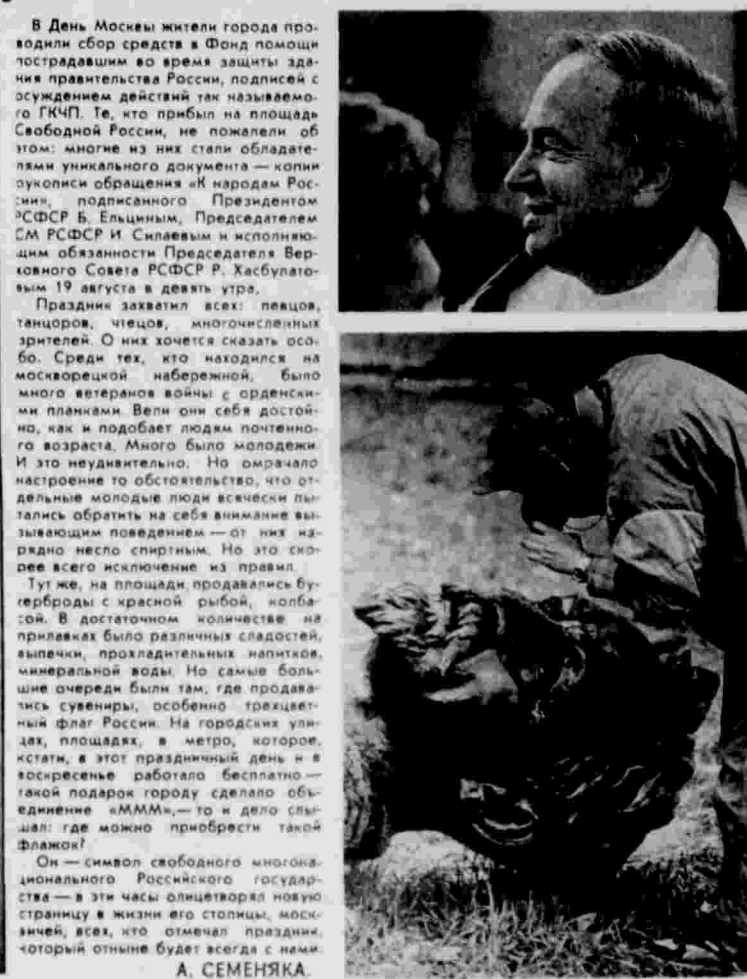 В День Москвы жители города про-
водили сбор средств в Фонд помощи
пострадавшим во время защиты зда-
ния правительства России, подписей с
осуждением действий так называемо-
го ГКЧП. Те, кто прибыл на площадь
Свободной России, не пожалели об
этом: многие из них стали обладате-
лями уникального документа — копии
рукописи обращения «К народам Рос-
сии», подписанного Президентом
РСФСР Б. Ельциным, Председателем
СМ РСФСР И. Силаевым и исполняю-
щим обязанности Председателя Вер-
ховного Совета РСФСР Р. Хасбулато-
вым 19 августа в девять утра.
Праздник захватил всех: певцов,
танцоров, чтецов, многочисленных
зрителей. О них хочется сказать осо-
бо. Среди тех, кто находился на
москворецкой набережной, было
много ветеранов войны с орденски-
ми планками. Вели они себя достой-
но, как и подобает людям почтенно-
го возраста. Много было молодежи.
И это неудивительно. Но омрачало
настроение то обстоятельство, что от-
дельные молодые люди всячески пы-
тались обратить на себя внимание вы-
зывающим поведением — от них из-
рядно несло спиртным. Но это ско-
рее всего исключение из правил.
Тут же, на площади, продавались бу-
терброды с красной рыбой, колба-
сой. В достаточном количестве на
прилавках было различных сладостей,
выпечки, прохладительных напитков,
минеральной воды. Но самые боль-
шие очереди были там, где продава-
лись сувениры, особенно трехцвет-
ный флаг России. На городских ули-
цах, площадях, в метро, которое,
кстати, в этот праздничный день и в
воскресенье работало бесплатно —
такой подарок городу сделало объ-
единение «МММ»,— то и дело слы-
шал: где можно приобрести такой
флажок?
Он — символ свободного многона-
ционального Российского государ-
ства — в эти часы олицетворял новую
страницу в жизни его столицы, моск-
вичей, всех, кто отмечал праздник,
который отныне будет всегда с нами.
А. СЕМЕНЯКА.